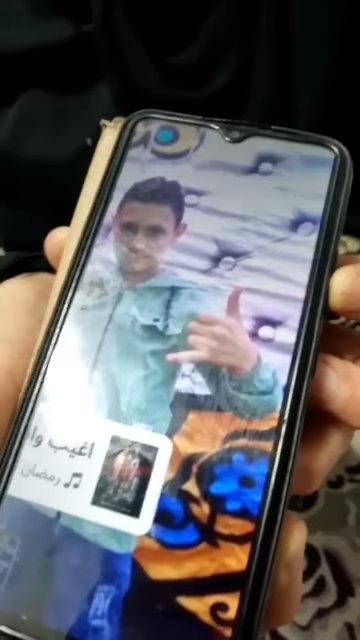 اغيب وا
رمضان